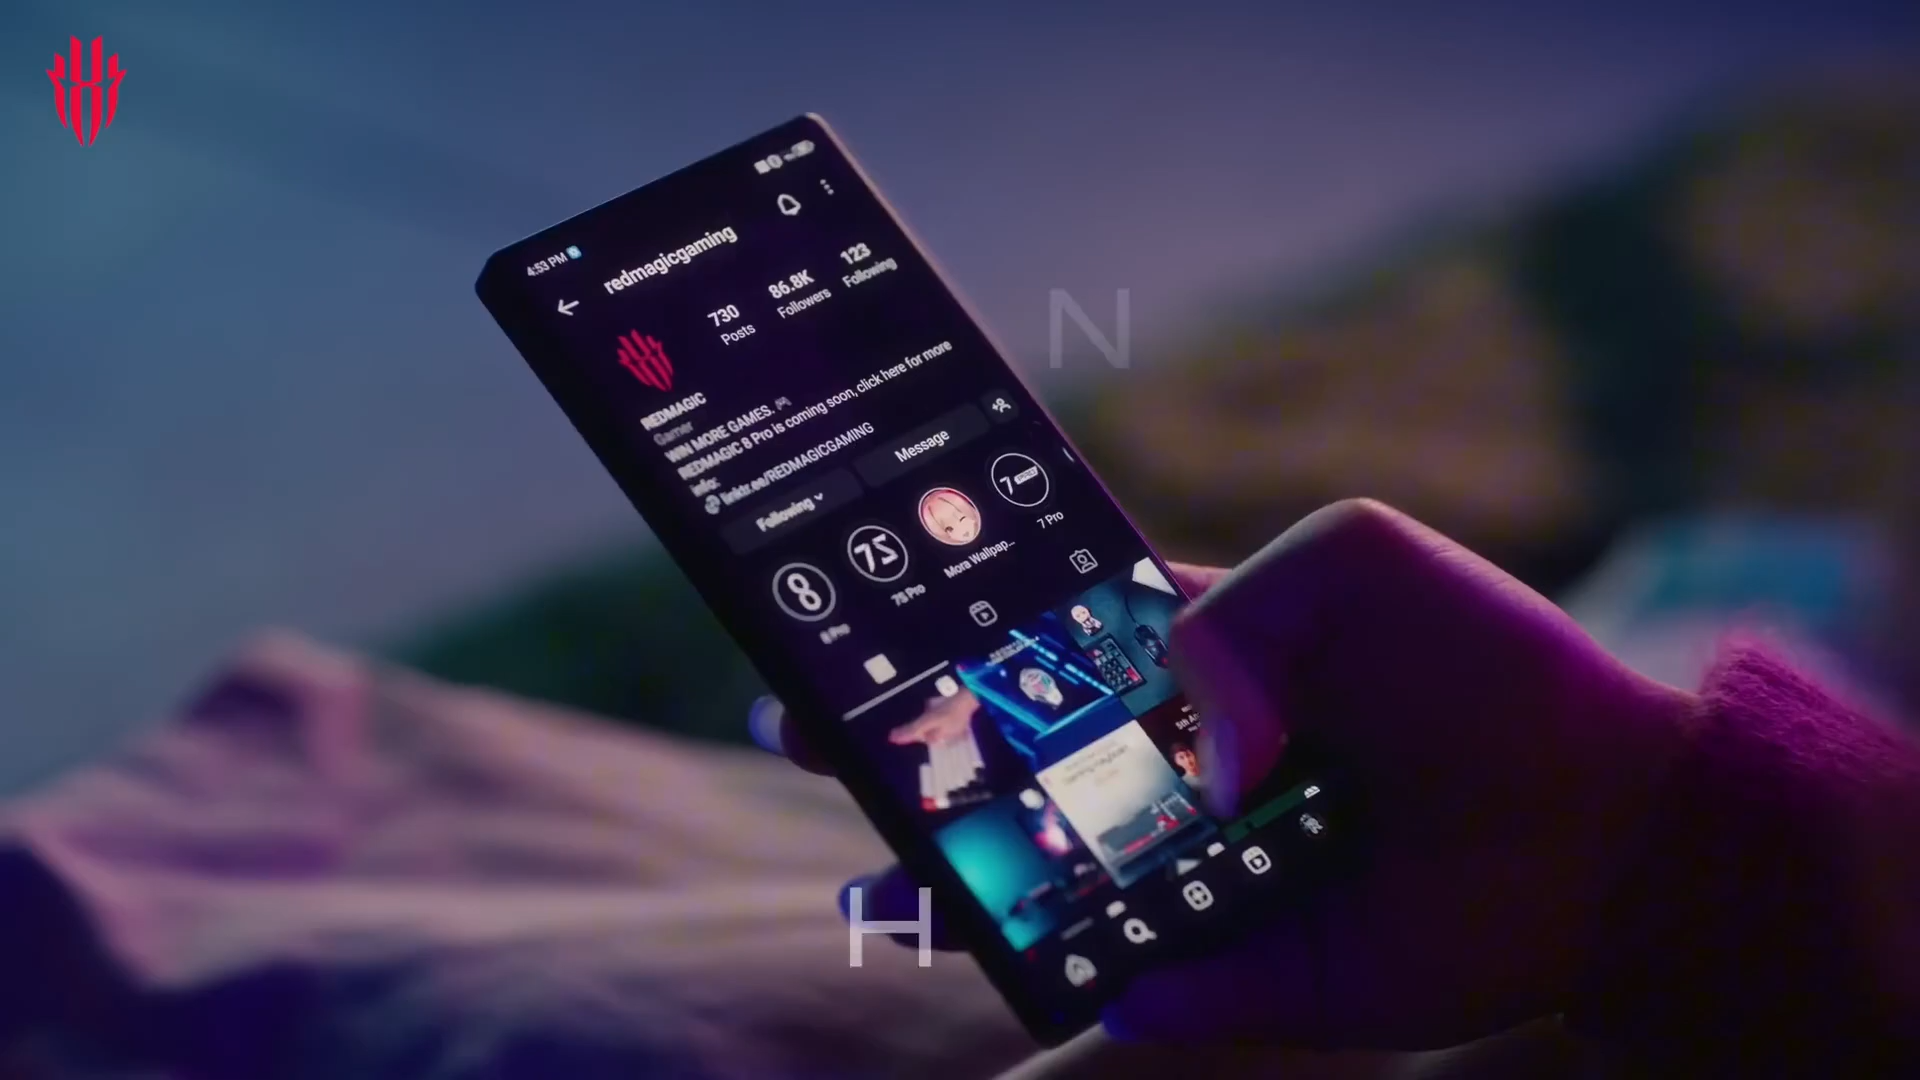 4:53 PM
redmagicgaming
730
Posts
86.8K
Followers
123
Following
REDMAGIC
Gamer
WIN MORE GAMES. 🎮
REDMAGIC 8 Pro is coming soon, click here for more
info:
linktr.ee/REDMAGICGAMING
Following
Message
8
8 Pro
7S
7S Pro
Mora Wallpap...
7
7 Pro
N
H